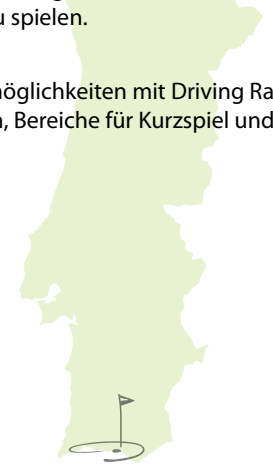 u spielen.
öglichkeiten mit Driving Ra
, Bereiche für Kurzspiel und